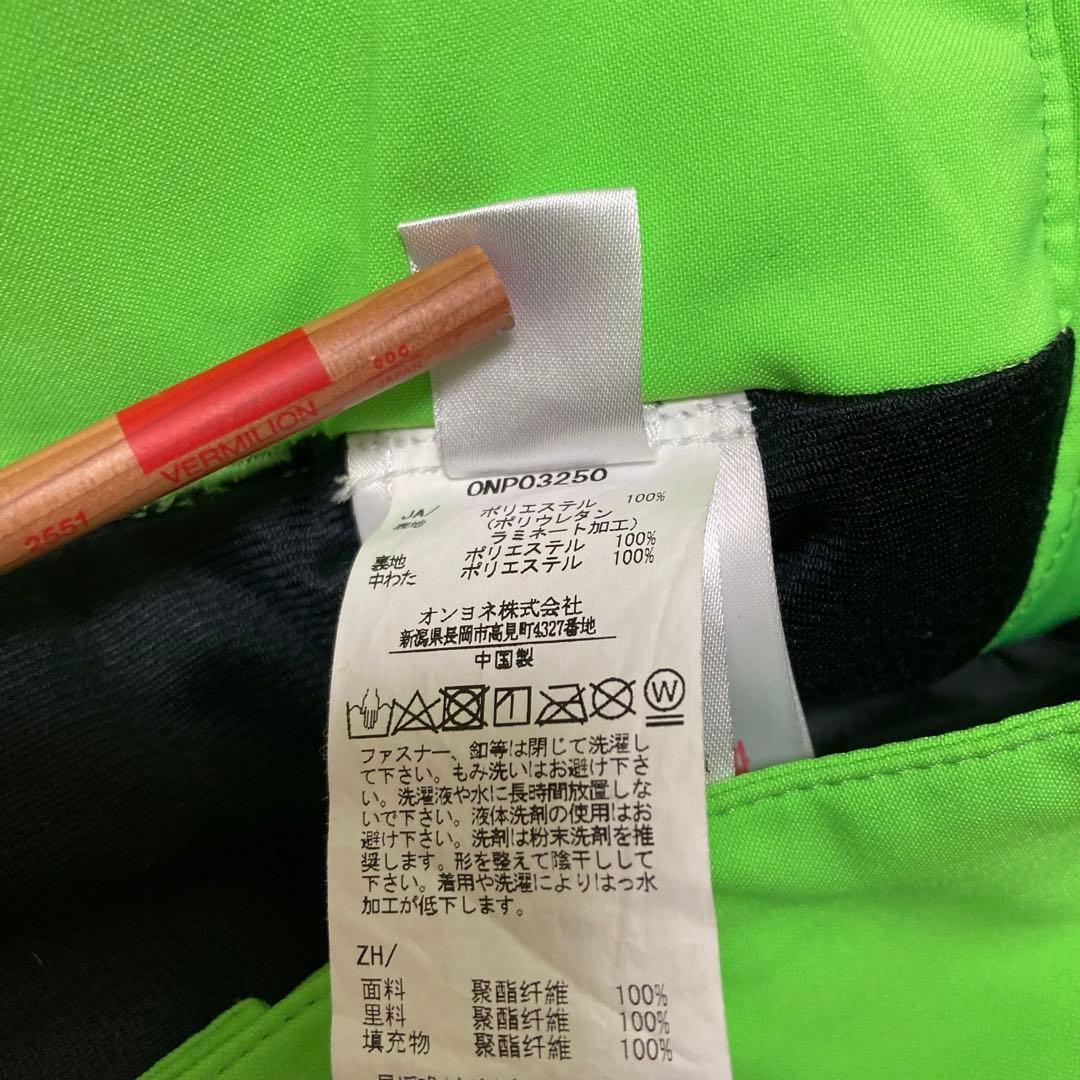 OOC
JAPAN
VERMILION
2551
ONP03250
JA/ ポリエステル 100%
表地 (ポリウレタン
ラミネート加工)
裏地 ポリエステル 100%
中わた ポリエステル 100%
オンヨネ株式会社
新潟県長岡市高見町4327番地
中国製
W
ファスナー、釦等は閉じて洗濯し
て下さい。もみ洗いはお避け下さ
い。洗濯液や水に長時間放置しな
いで下さい。液体洗剤の使用はお
避け下さい。洗剤は粉末洗剤を推
奨します。形を整えて陰干しして
下さい。着用や洗濯によりはっ水
加工が低下します。
4
ZH/
面料 聚酯纤维 100%
里料 聚酯纤维 100%
填充物 聚酯纤维 100%